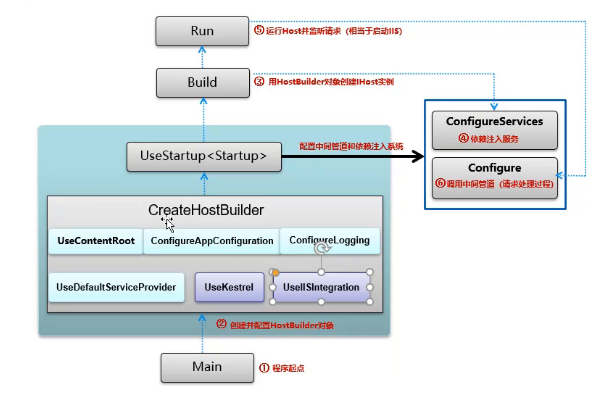 Run
⑤ 运行Host并监听请求（相当于启动IIS）
Build
③ 用HostBuilder对象创建IHost实例
ConfigureServices
④依赖注入服务
UseStartup<Startup>
配置中间管道和依赖注入系统
Configure
⑥调用中间管道（请求处理过程）
CreateHostBuilder
UseContentRoot
ConfigureAppConfiguration
ConfigureLogging
UseDefaultServiceProvider
UseKestrel
UseIISIntegration
② 创建并配置HostBuilder对象
Main
① 程序起点